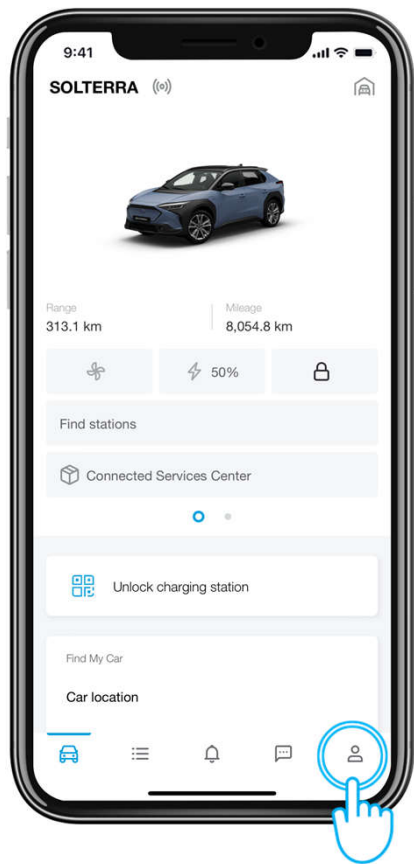 9:41
SOLTERRA
Range
313.1 km
Mileage
8,054.8 km
50%
Find stations
Connected Services Center
Unlock charging station
Find My Car
Car location